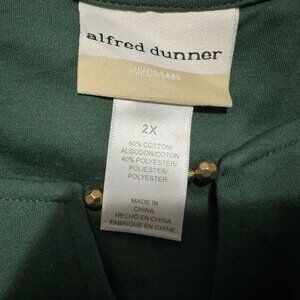 alfred dunner
WOMAN
2X
60% COTTON/
ALGODON/COTON
40% POLYESTER/
POLIESTER/
POLYESTER
MADE IN
CHINA
HECHO EN CHINA
FABRIQUE EN CHINE